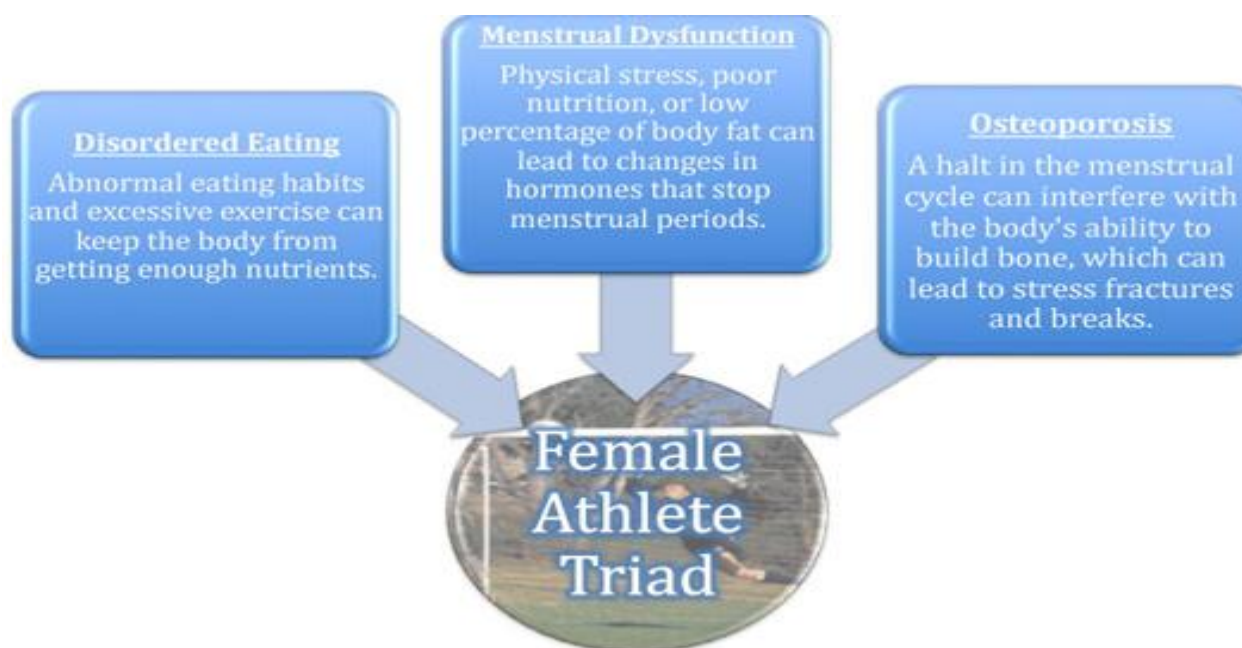 Disordered Eating
Abnormal eating habits
and excessive exercise can
keep the body from
getting enough nutrients.
Menstrual Dysfunction
Physical stress, poor
nutrition, or low
percentage of body fat can
lead to changes in
hormones that stop
menstrual periods.
Osteoporosis
A halt in the menstrual
cycle can interfere with
the body's ability to
build bone, which can
lead to stress fractures
and breaks.
Female
Athlete
Triad